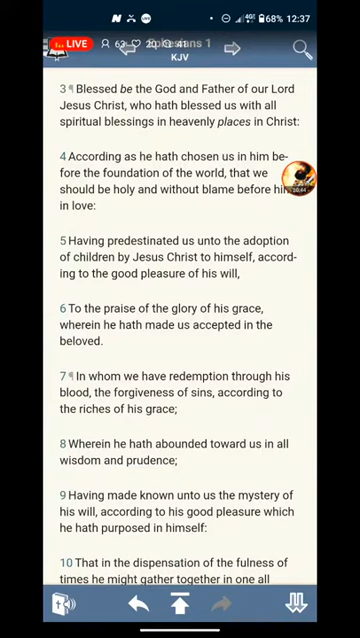 68% 12:37
LIVE 63 20 41
Ephesians 1
KJV
3 ¶ Blessed be the God and Father of our Lord
Jesus Christ, who hath blessed us with all
spiritual blessings in heavenly places in Christ:
4 According as he hath chosen us in him be-
fore the foundation of the world, that we
should be holy and without blame before him
in love:
5 Having predestinated us unto the adoption
of children by Jesus Christ to himself, accord-
ing to the good pleasure of his will,
6 To the praise of the glory of his grace,
wherein he hath made us accepted in the
beloved.
7 ¶ In whom we have redemption through his
blood, the forgiveness of sins, according to
the riches of his grace;
8 Wherein he hath abounded toward us in all
wisdom and prudence;
9 Having made known unto us the mystery of
his will, according to his good pleasure which
he hath purposed in himself:
10 That in the dispensation of the fulness of
times he might gather together in one all